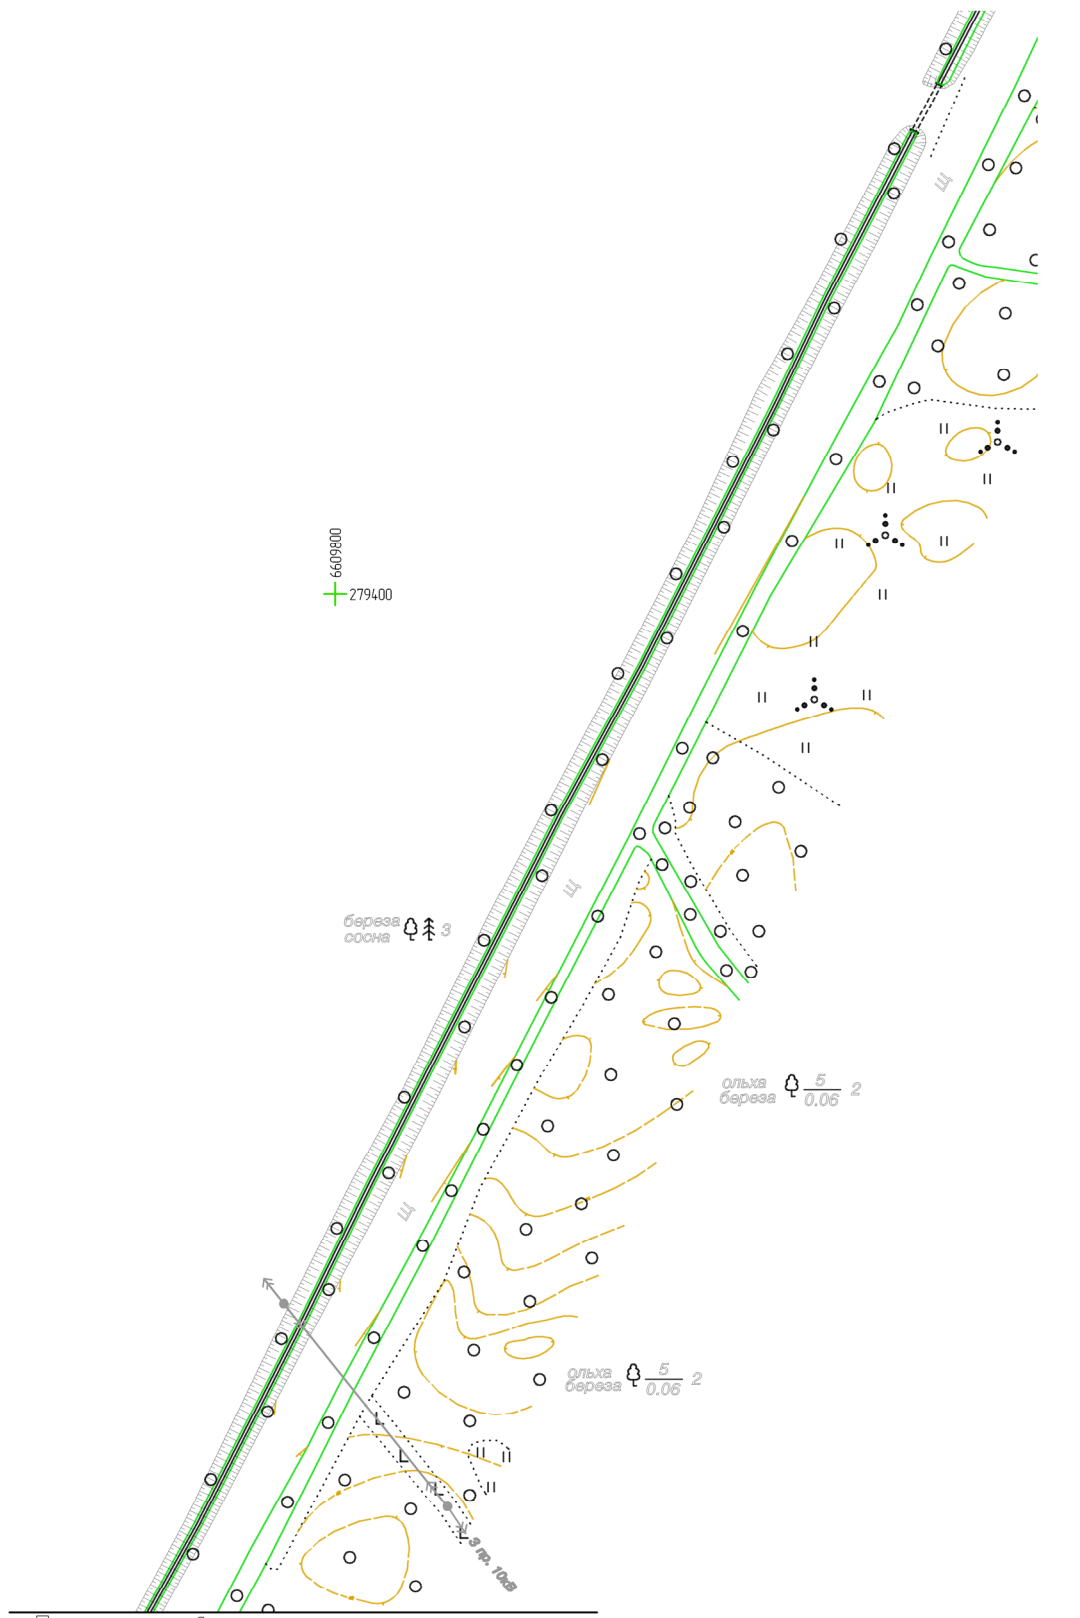 Щ
6609800
279400
Щ
береза
сосна 3
ольха
береза 5
0.06 2
Щ
ольха
береза 5
0.06 2
3 пр. 10кВ